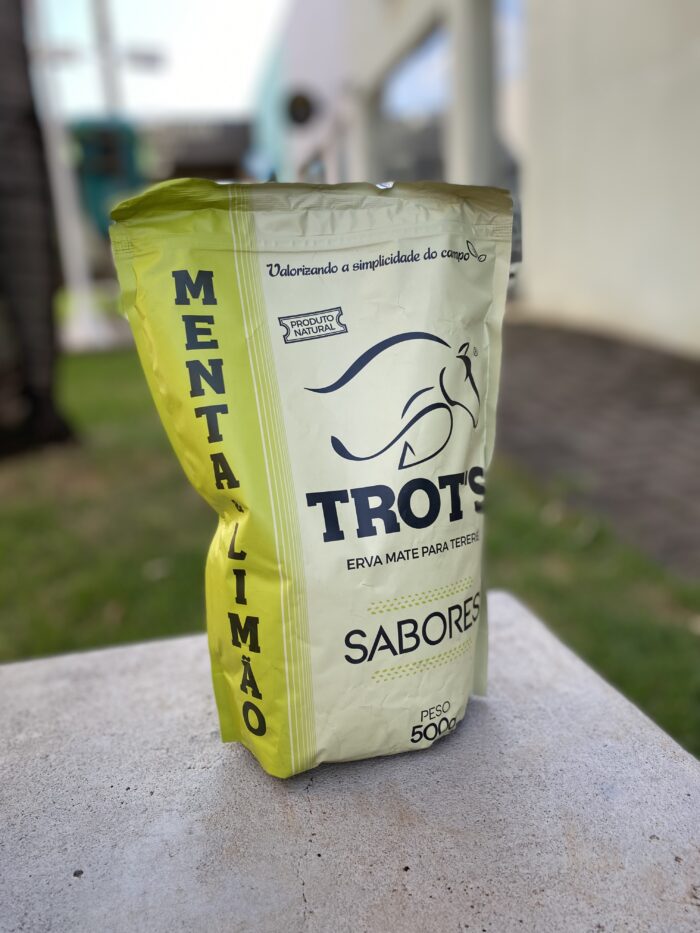 Valorizando a simplicidade do campo
PRODUTO
NATURAL
MENTA & LIMÃO
TROT'S
ERVA MATE PARA TERERÉ
SABORES
PESO
500g